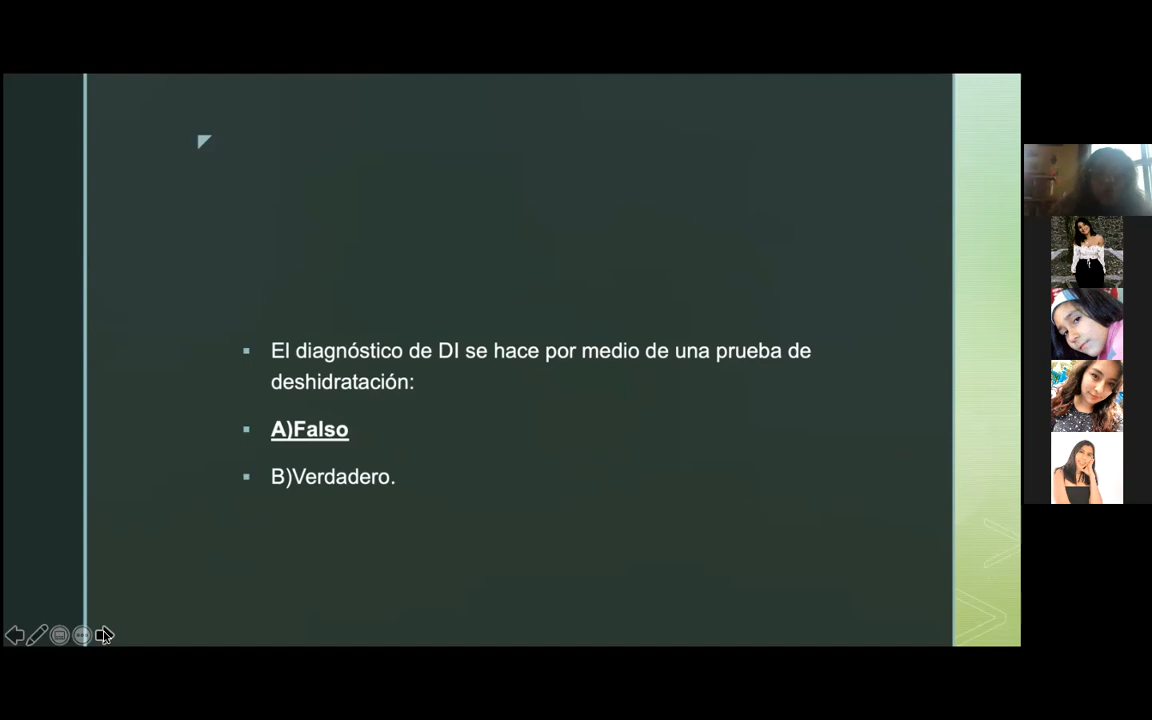 El diagnóstico de DI se hace por medio de una prueba de
deshidratación:
A)Falso
B)Verdadero.